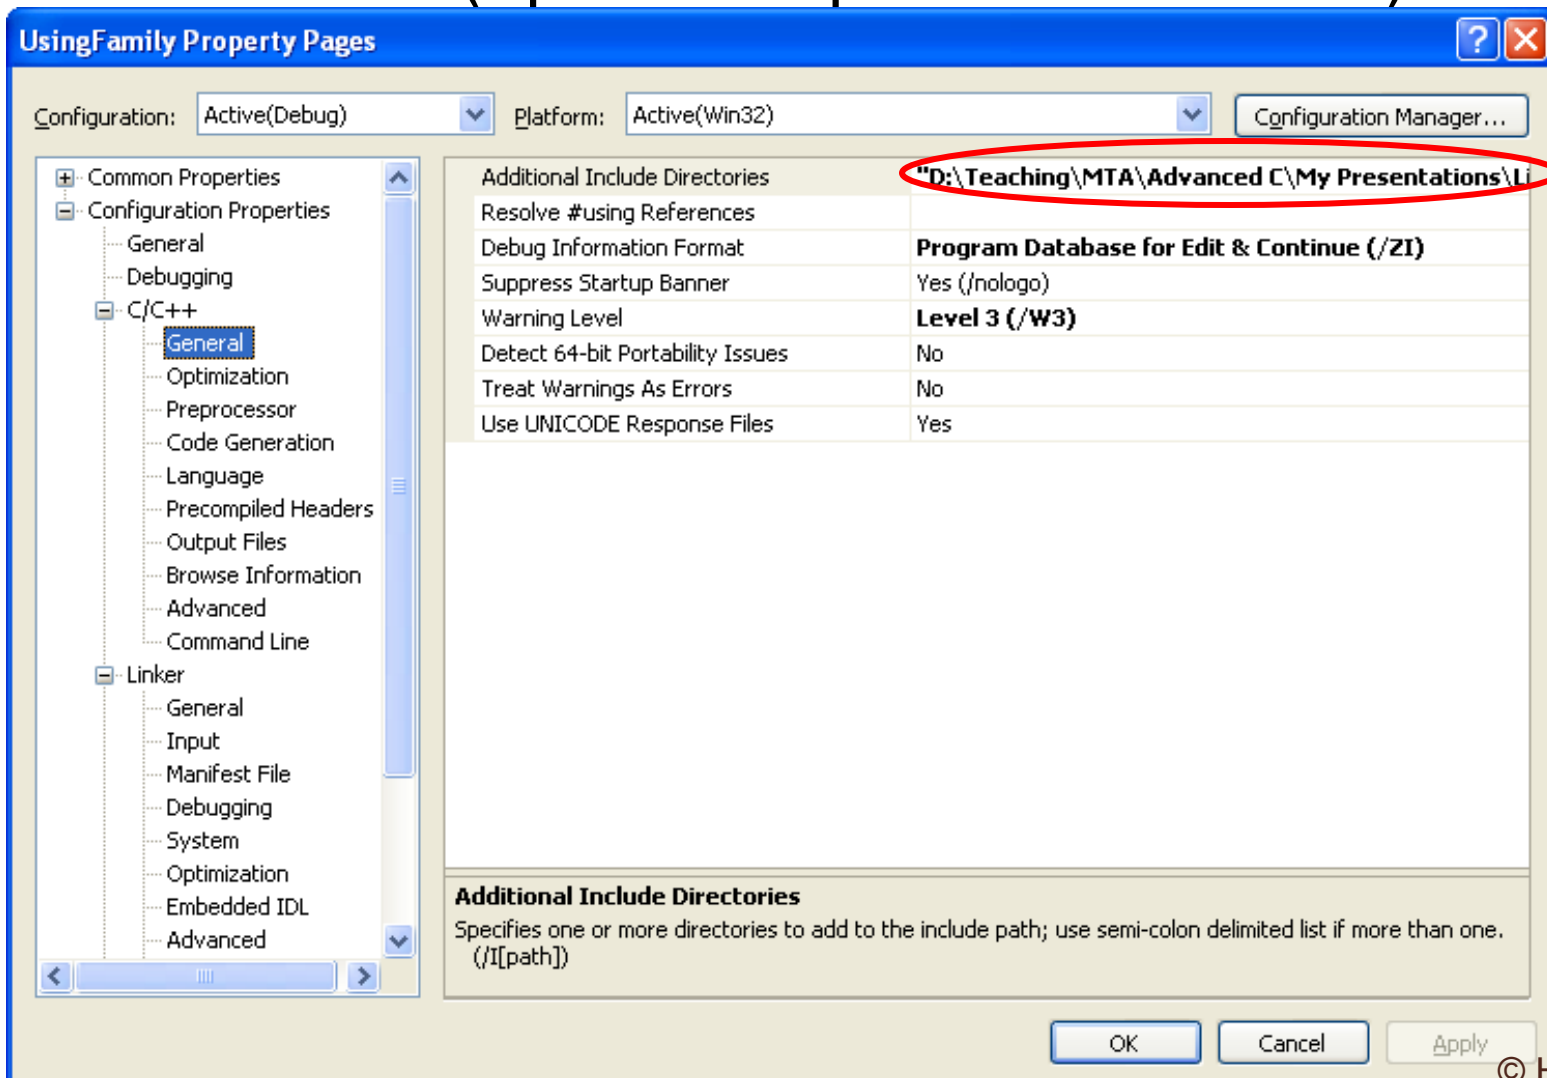 UsingFamily Property Pages
Configuration: Active(Debug) Platform: Active(Win32) Configuration Manager...
Common Properties
Configuration Properties
General
Debugging
C/C++
General
Optimization
Preprocessor
Code Generation
Language
Precompiled Headers
Output Files
Browse Information
Advanced
Command Line
Linker
General
Input
Manifest File
Debugging
System
Optimization
Embedded IDL
Advanced
Additional Include Directories "D:\Teaching\MTA\Advanced C\My Presentations\Li
Resolve #using References
Debug Information Format Program Database for Edit & Continue (/ZI)
Suppress Startup Banner Yes (/nologo)
Warning Level Level 3 (/W3)
Detect 64-bit Portability Issues No
Treat Warnings As Errors No
Use UNICODE Response Files Yes
Additional Include Directories
Specifies one or more directories to add to the include path; use semi-colon delimited list if more than one.
(/I[path])
OK Cancel Apply
© H